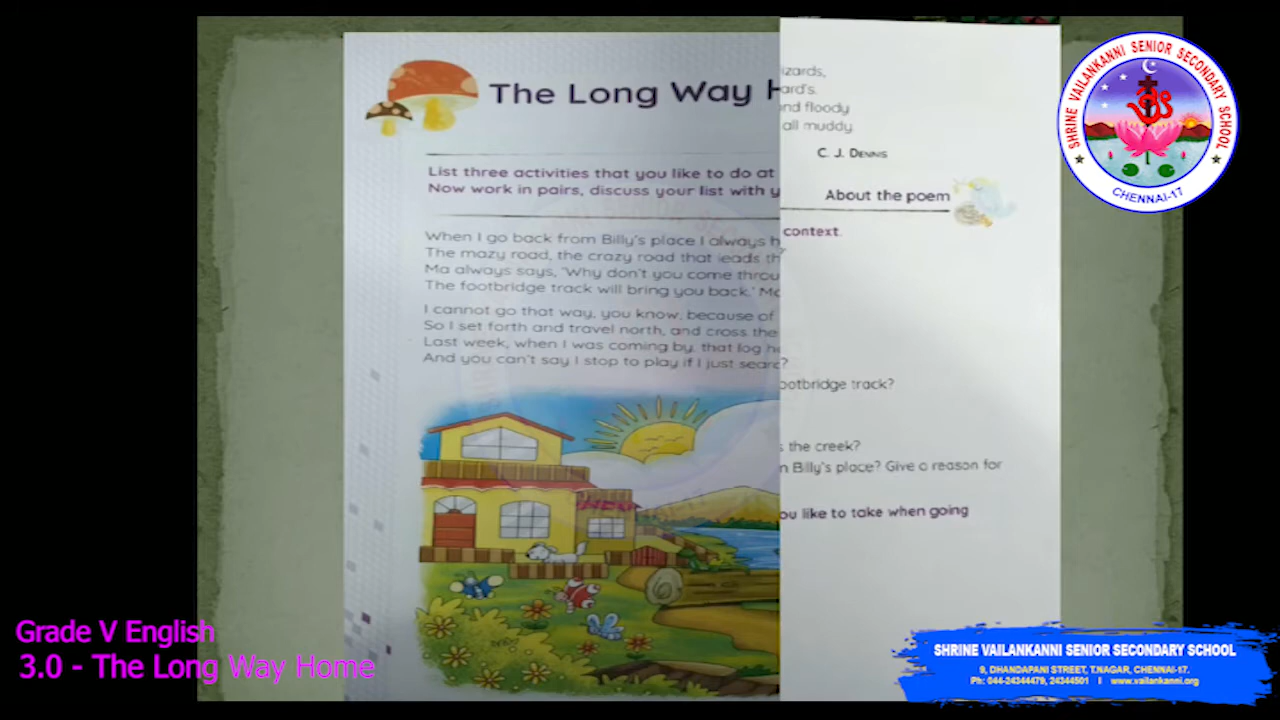 The Long Way H
List three activities that you like to do at
Now work in pairs, discuss your list with y
When I go back from Billy's place I always h
The mazy road, the crazy road that leads th
Ma always says, 'Why don't you come throu
The footbridge track will bring you back.' Mo
I cannot go that way, you know, because of
So I set forth and travel north, and cross the
Last week, when I was coming by, that log ha
And you can't say I stop to play if I just searc
izards,
ard's.
nd floody
all muddy
C. J. DENNIS
About the poem
context.
?
ootbridge track?
s the creek?
n Billy's place? Give a reason for
ou like to take when going
SHRINE VAILANKANNI SENIOR SECONDARY SCHOOL
CHENNAI-17
Grade V English
3.0 - The Long Way Home
SHRINE VAILANKANNI SENIOR SECONDARY SCHOOL
9, DHANDAPANI STREET, T.NAGAR, CHENNAI-17.
Ph: 044-24344479, 24344501 I www.vailankanni.org